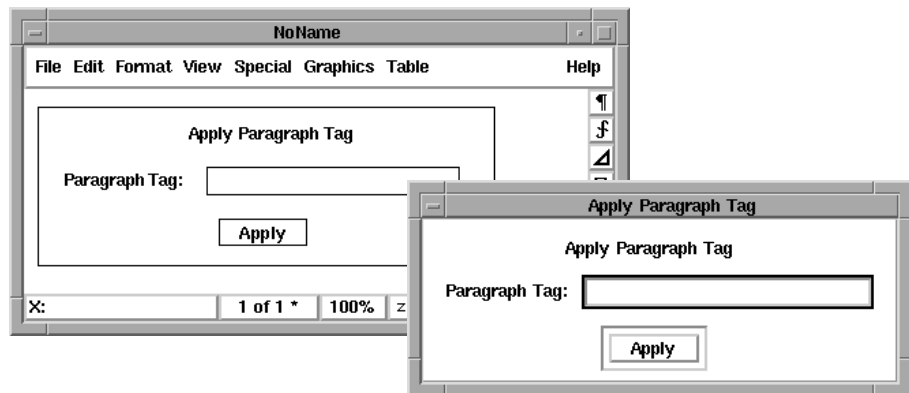 NoName
File Edit Format View Special Graphics Table Help
¶
Apply Paragraph Tag
Paragraph Tag:
Apply
X: 1 of 1 * 100% z
Apply Paragraph Tag
Apply Paragraph Tag
Paragraph Tag:
Apply